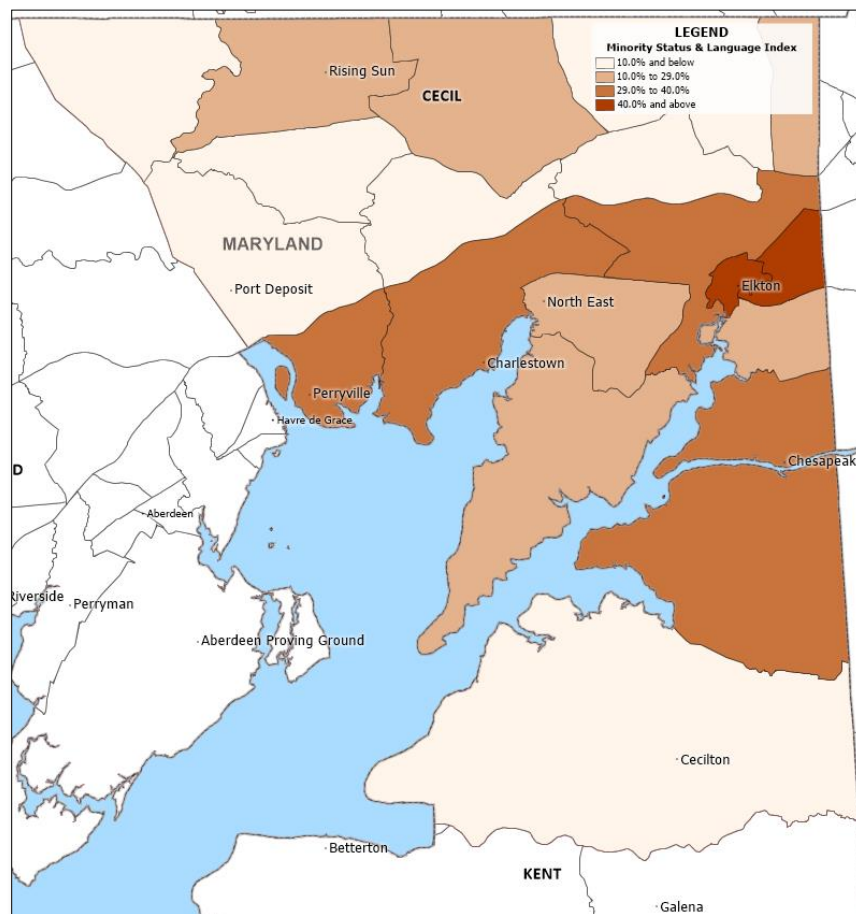 LEGEND
Minority Status & Language Index
10.0% and below
10.0% to 29.0%
29.0% to 40.0%
40.0% and above
Rising Sun
CECIL
MARYLAND
Port Deposit
Elkton
North East
Charlestown
Perryville
Havre de Grace
Chesapeak
D
Aberdeen
Riverside
Perryman
Aberdeen Proving Ground
Cecilton
Betterton
KENT
Galena